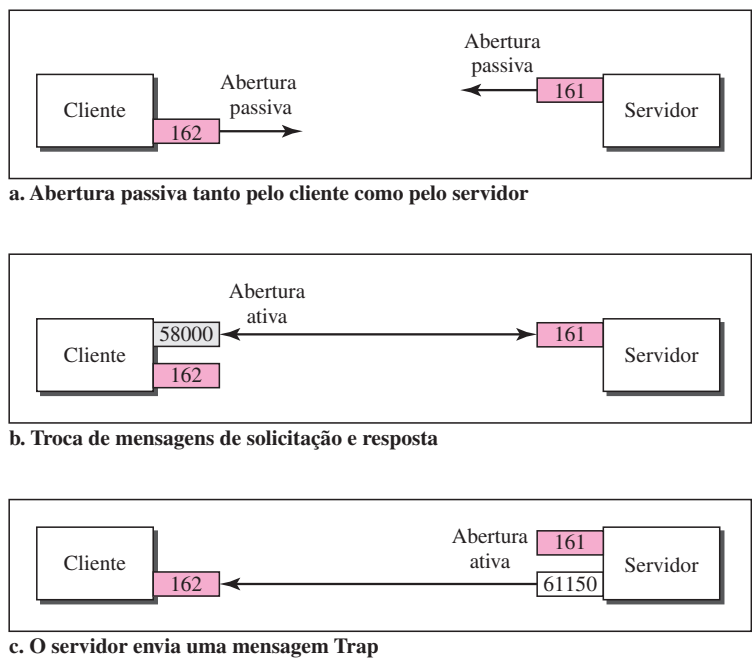 Abertura
passiva
161
Servidor
Cliente
Abertura
passiva
162
a. Abertura passiva tanto pelo cliente como pelo servidor
Abertura
ativa
58000
161
Cliente
Servidor
162
b. Troca de mensagens de solicitação e resposta
Abertura
ativa
161
Cliente
Servidor
162
61150
c. O servidor envia uma mensagem Trap